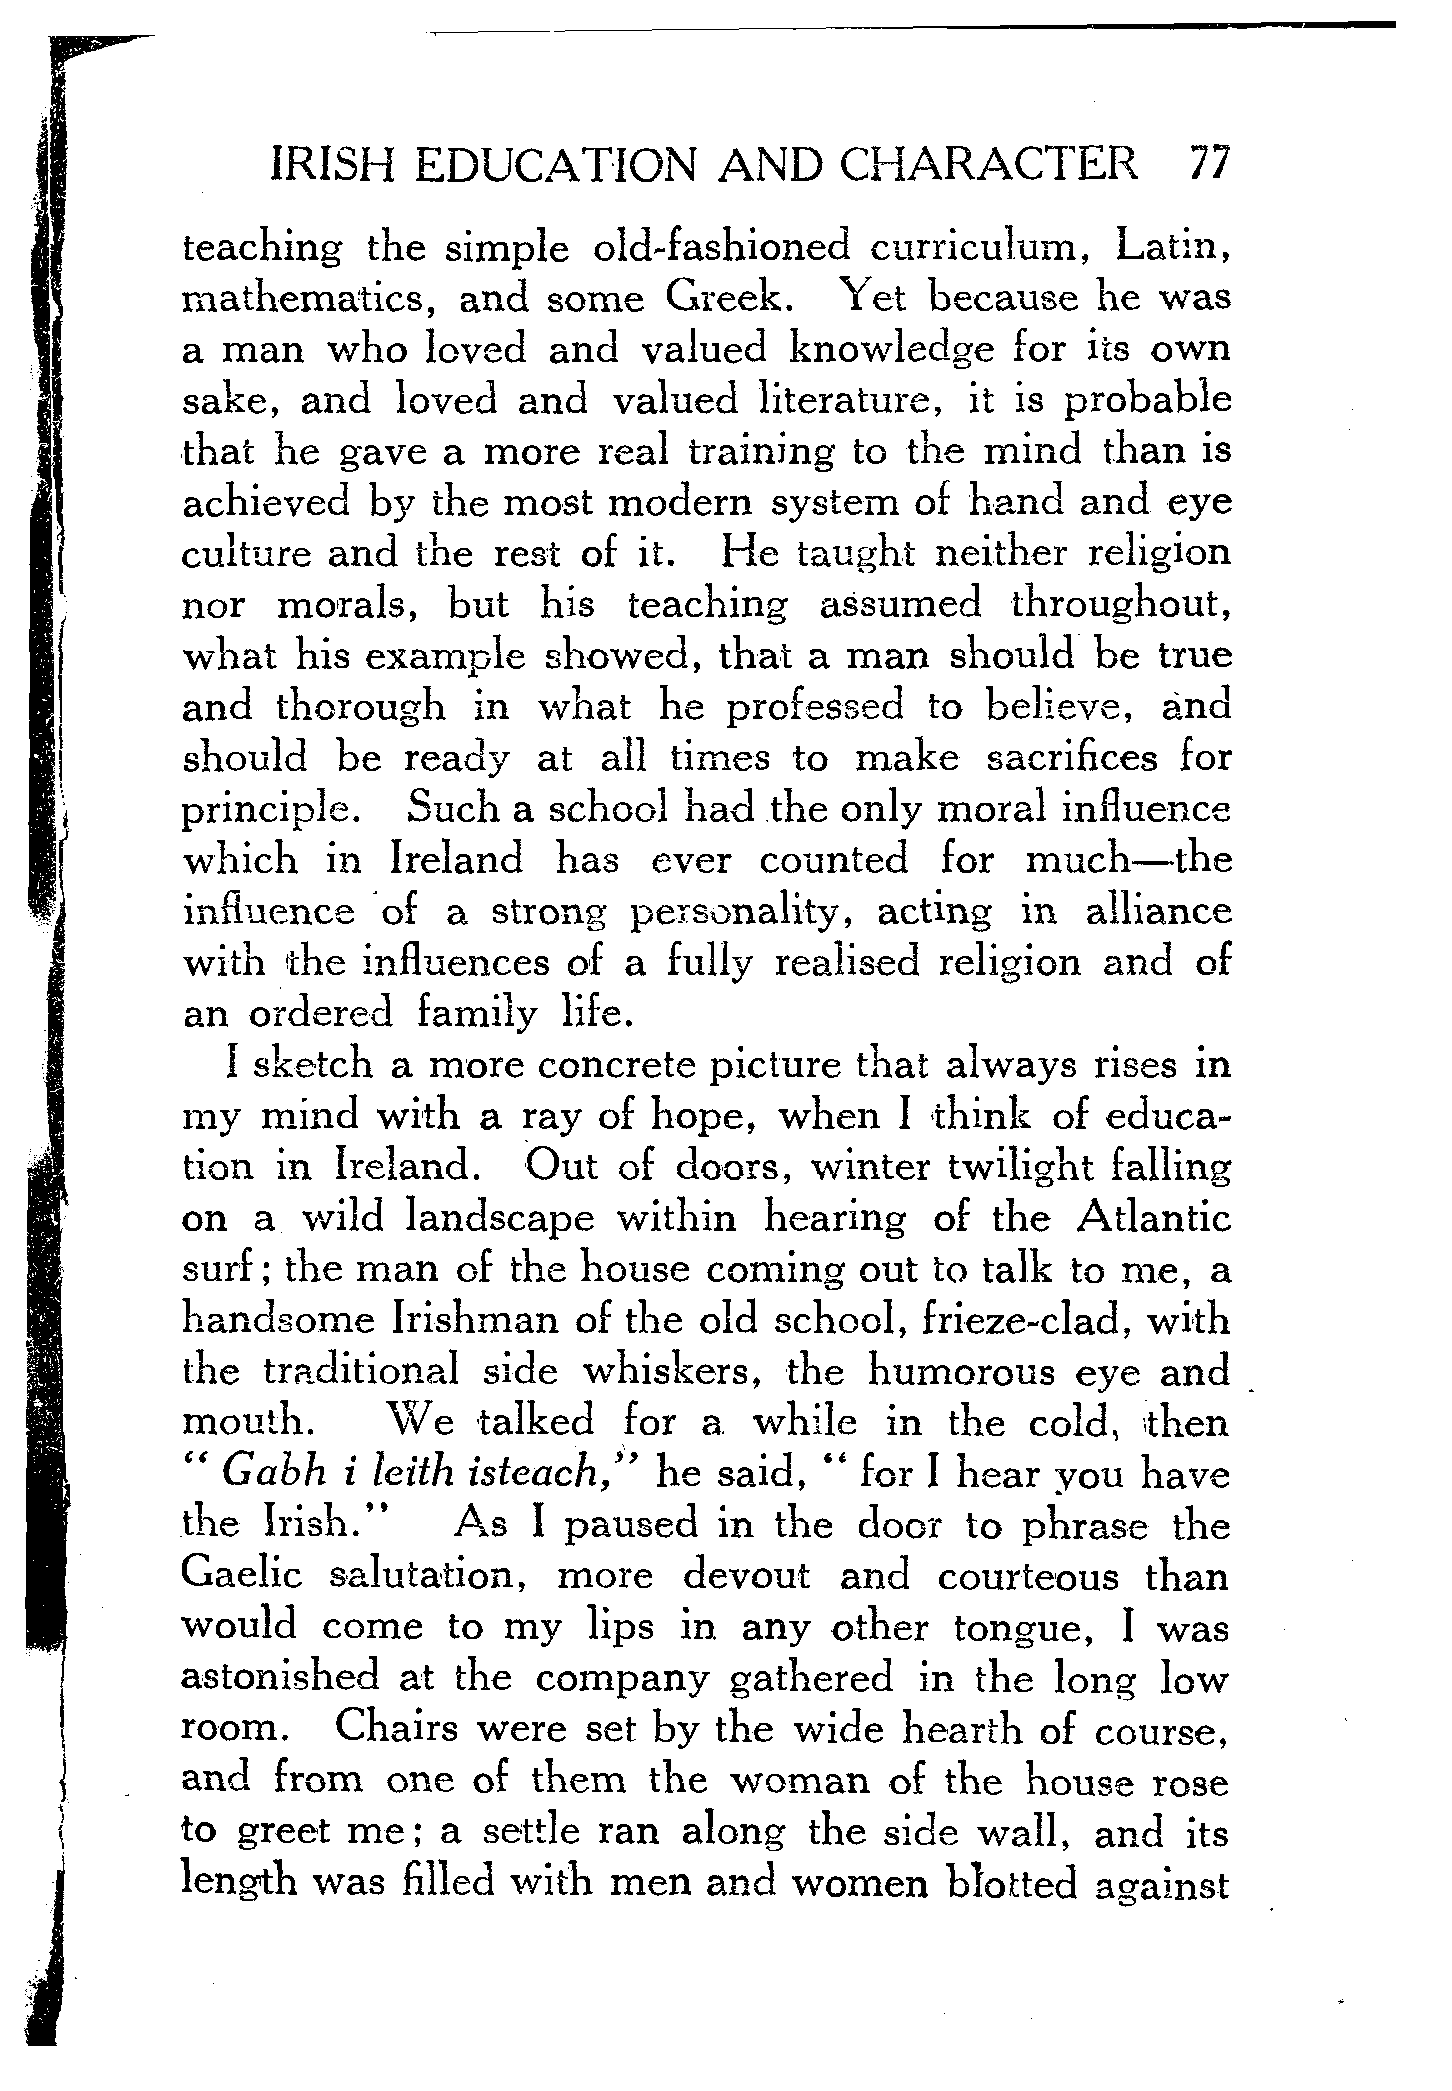 IRISH EDUCATION AND CHARACTER 77
teaching the simple old-fashioned curriculum, Latin,
mathematics, and some Greek. Yet because he was
a man who loved and valued knowledge for its own
sake, and loved and valued literature, it is probable
that he gave a more real training to the mind than is
achieved by the most modern system of hand and eye
culture and the rest of it. He taught neither religion
nor morals, but his teaching assumed throughout,
what his example showed, that a man should be true
and thorough in what he professed to believe, and
should be ready at all times to make sacrifices for
principle. Such a school had the only moral influence
which in Ireland has ever counted for much—the
influence of a strong personality, acting in alliance
with the influences of a fully realised religion and of
an ordered family life.
I sketch a more concrete picture that always rises in
my mind with a ray of hope, when I think of educa-
tion in Ireland. Out of doors, winter twilight falling
on a wild landscape within hearing of the Atlantic
surf; the man of the house coming out to talk to me, a
handsome Irishman of the old school, frieze-clad, with
the traditional side whiskers, the humorous eye and
mouth. We talked for a while in the cold, then
“ Gabh i leith isteach,” he said, “ for I hear you have
the Irish.” As I paused in the door to phrase the
Gaelic salutation, more devout and courteous than
would come to my lips in any other tongue, I was
astonished at the company gathered in the long low
room. Chairs were set by the wide hearth of course,
and from one of them the woman of the house rose
to greet me; a settle ran along the side wall, and its
length was filled with men and women blotted against